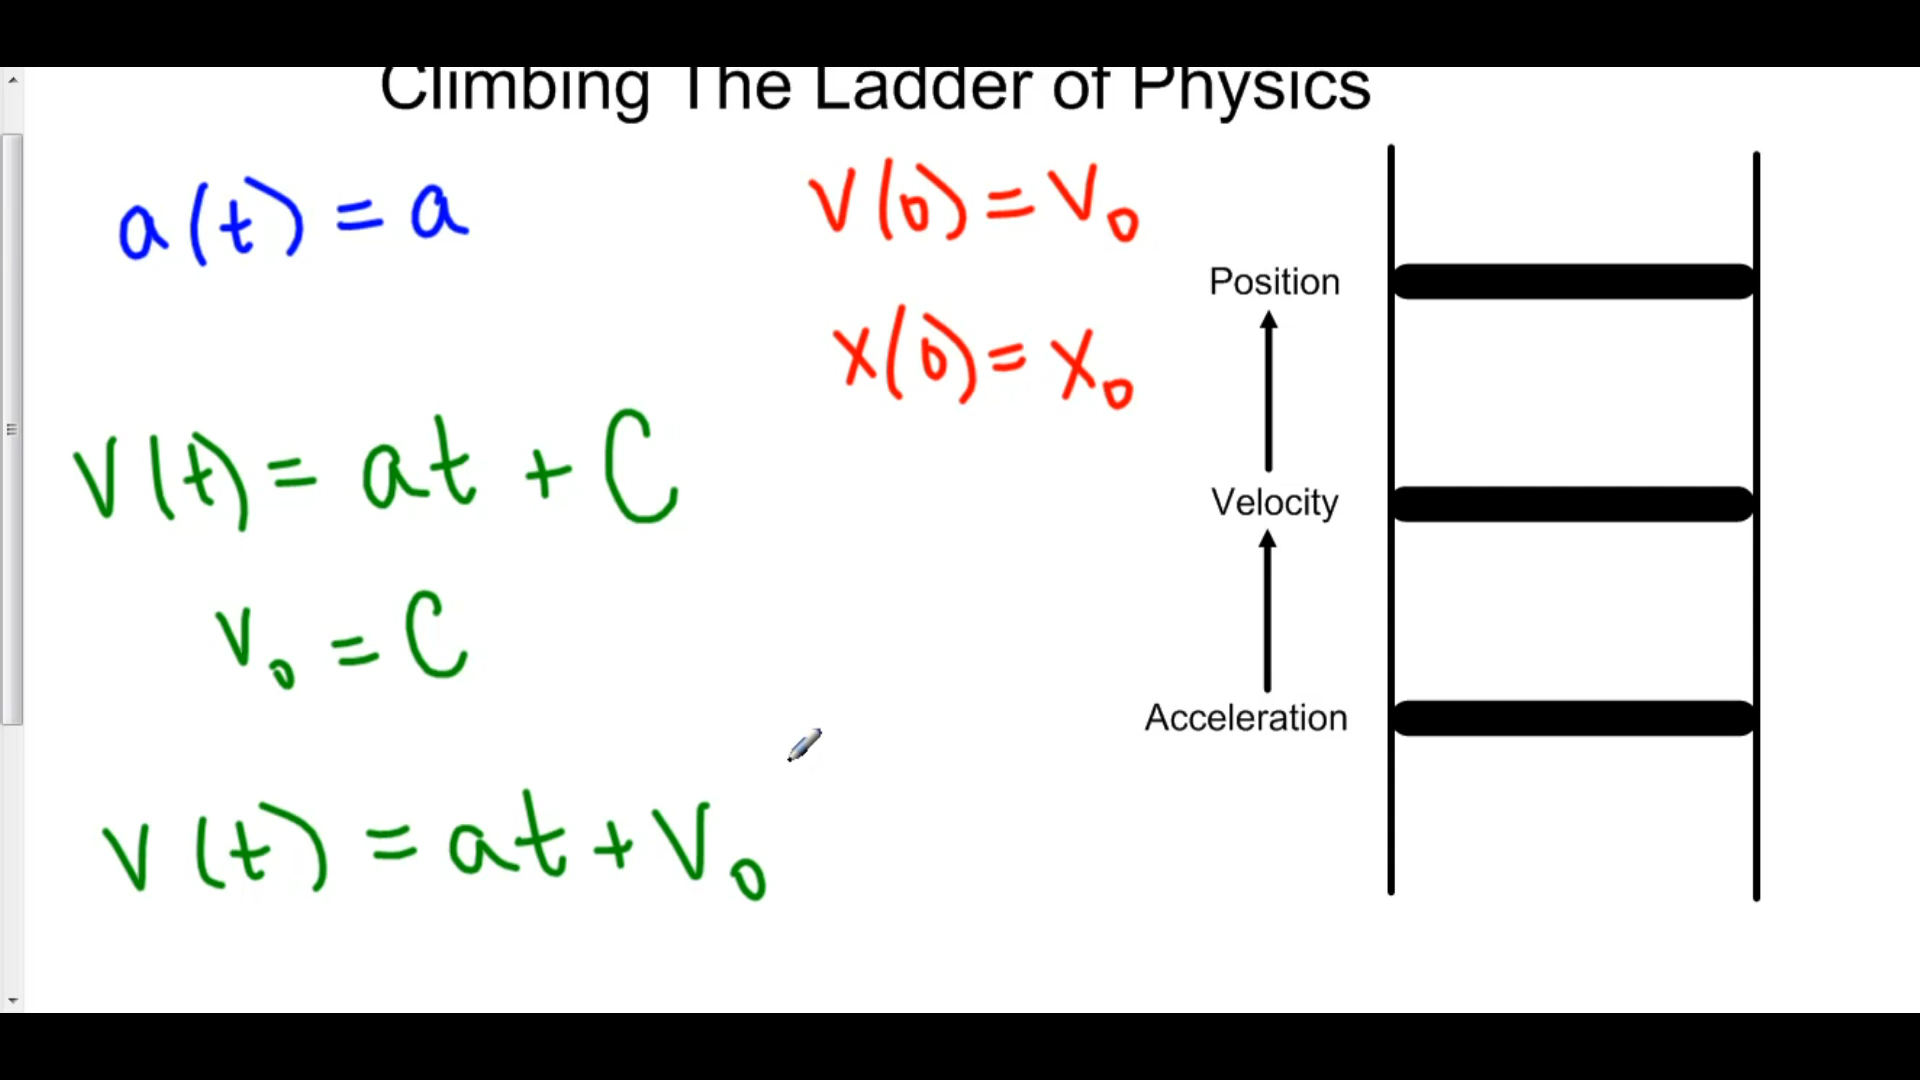 Climbing The Ladder of Physics
a(t) = a
v(0) = v₀
Position
x(0) = x₀
v(t) = at + C
Velocity
v₀ = C
Acceleration
v(t) = at + v₀